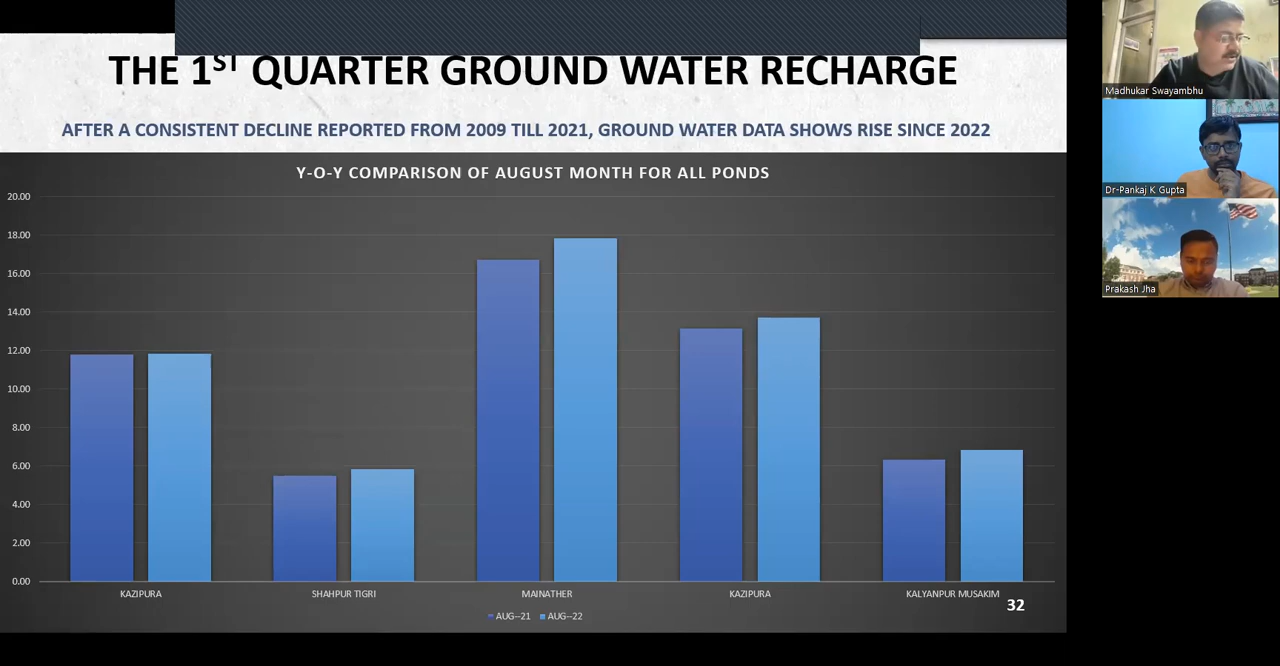 THE 1ST QUARTER GROUND WATER RECHARGE
AFTER A CONSISTENT DECLINE REPORTED FROM 2009 TILL 2021, GROUND WATER DATA SHOWS RISE SINCE 2022
Y-O-Y COMPARISON OF AUGUST MONTH FOR ALL PONDS
20.00
18.00
16.00
14.00
12.00
10.00
8.00
6.00
4.00
2.00
0.00
KAZIPURA SHAHPUR TIGRI MAINATHER KAZIPURA KALYANPUR MUSAKIM
32
AUG--21 AUG--22
Madhukar Swayambhu
Dr-Pankaj K Gupta
Prakash Jha